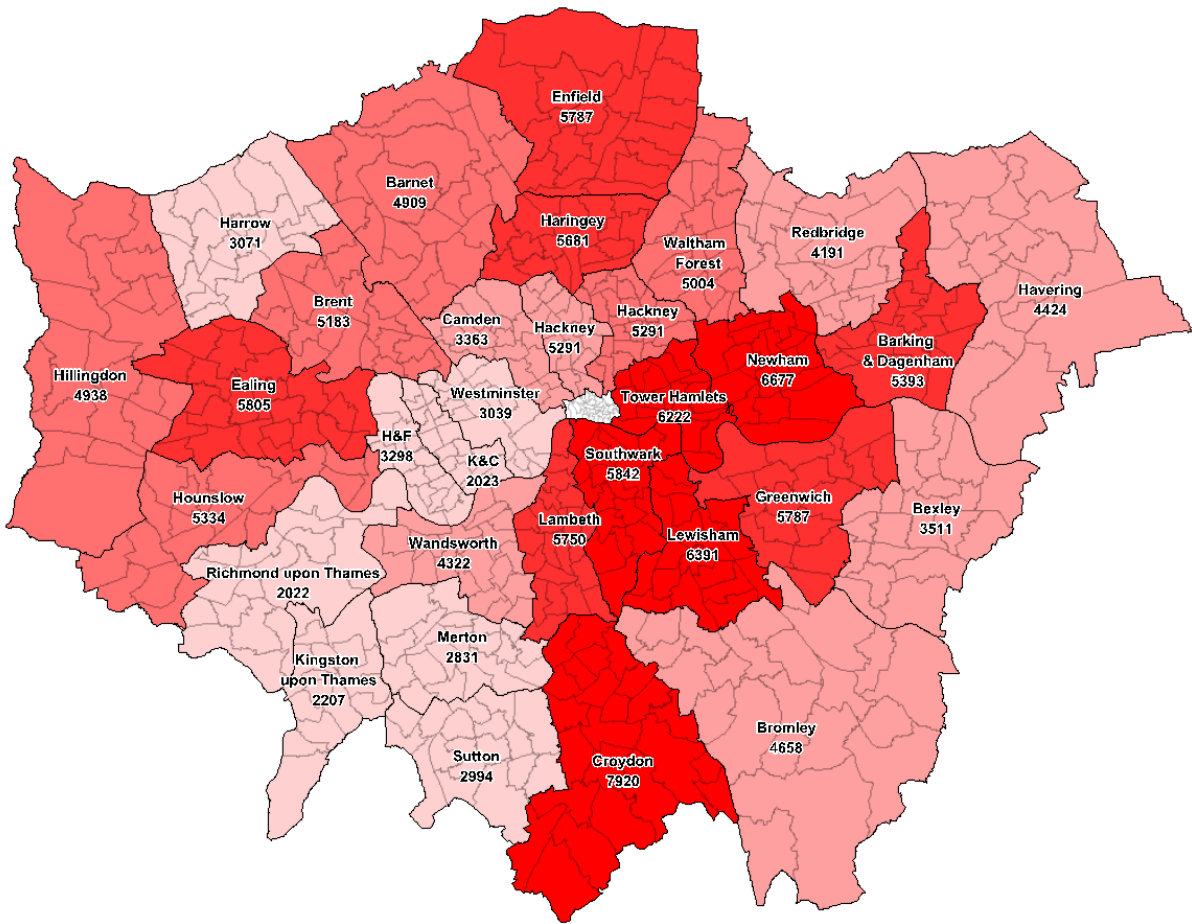 Enfield
5787
Barnet
4909
Harrow
3071
Haringey
5681
Waltham
Forest
5004
Redbridge
4191
Havering
4424
Brent
5183
Camden
3363
Hackney
5291
Hackney
5291
Barking
& Dagenham
5393
Newham
6677
Hillingdon
4938
Ealing
5805
Westminster
3039
Tower Hamlets
6222
H&F
3298
K&C
2023
Southwark
5842
Hounslow
5334
Greenwich
5787
Bexley
3511
Lambeth
5750
Lewisham
6391
Wandsworth
4322
Richmond upon Thames
2022
Merton
2831
Kingston
upon Thames
2207
Bromley
4658
Sutton
2994
Croydon
7920